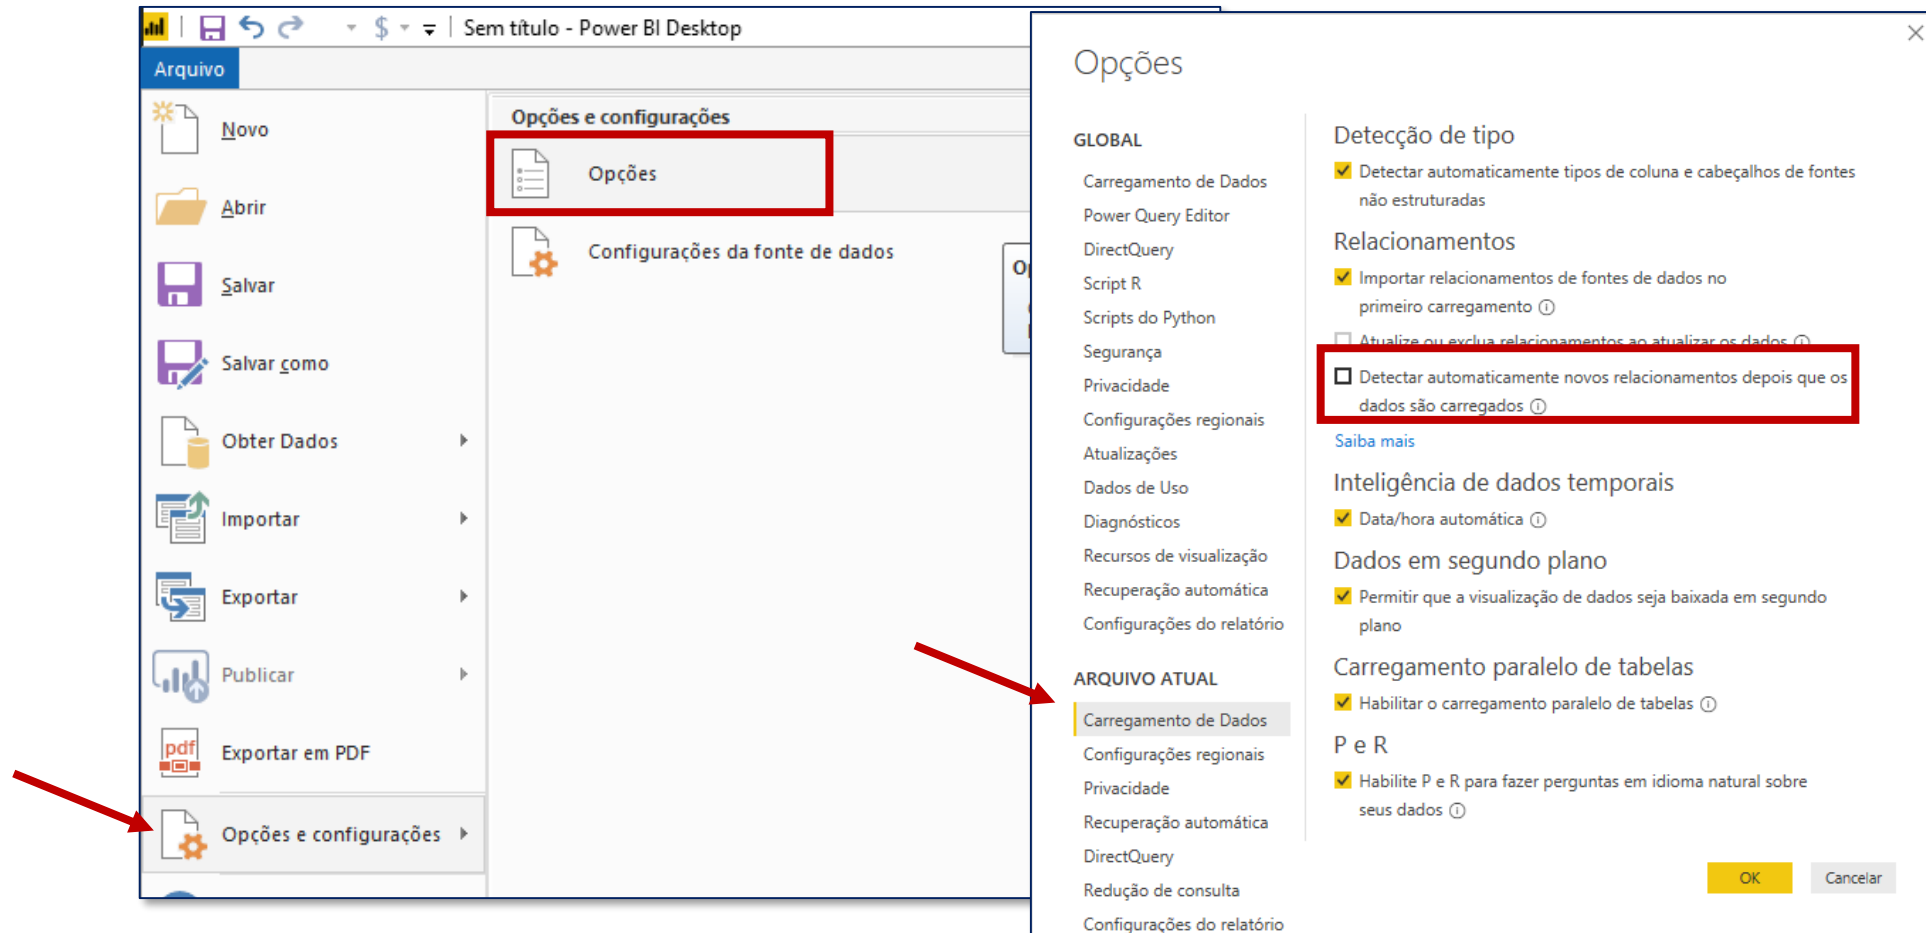 Sem título - Power BI Desktop
Arquivo
Novo
Abrir
Salvar
Salvar como
Obter Dados
Importar
Exportar
Publicar
pdf
Exportar em PDF
Opções e configurações
Opções e configurações
Opções
Configurações da fonte de dados
Opções
GLOBAL
Carregamento de Dados
Power Query Editor
DirectQuery
Script R
Scripts do Python
Segurança
Privacidade
Configurações regionais
Atualizações
Dados de Uso
Diagnósticos
Recursos de visualização
Recuperação automática
Configurações do relatório
ARQUIVO ATUAL
Carregamento de Dados
Configurações regionais
Privacidade
Recuperação automática
DirectQuery
Redução de consulta
Configurações do relatório
Detecção de tipo
Detectar automaticamente tipos de coluna e cabeçalhos de fontes
não estruturadas
Relacionamentos
Importar relacionamentos de fontes de dados no
primeiro carregamento
Atualize ou exclua relacionamentos ao atualizar os dados
Detectar automaticamente novos relacionamentos depois que os
dados são carregados
Saiba mais
Inteligência de dados temporais
Data/hora automática
Dados em segundo plano
Permitir que a visualização de dados seja baixada em segundo
plano
Carregamento paralelo de tabelas
Habilitar o carregamento paralelo de tabelas
P e R
Habilite P e R para fazer perguntas em idioma natural sobre
seus dados
OK
Cancelar